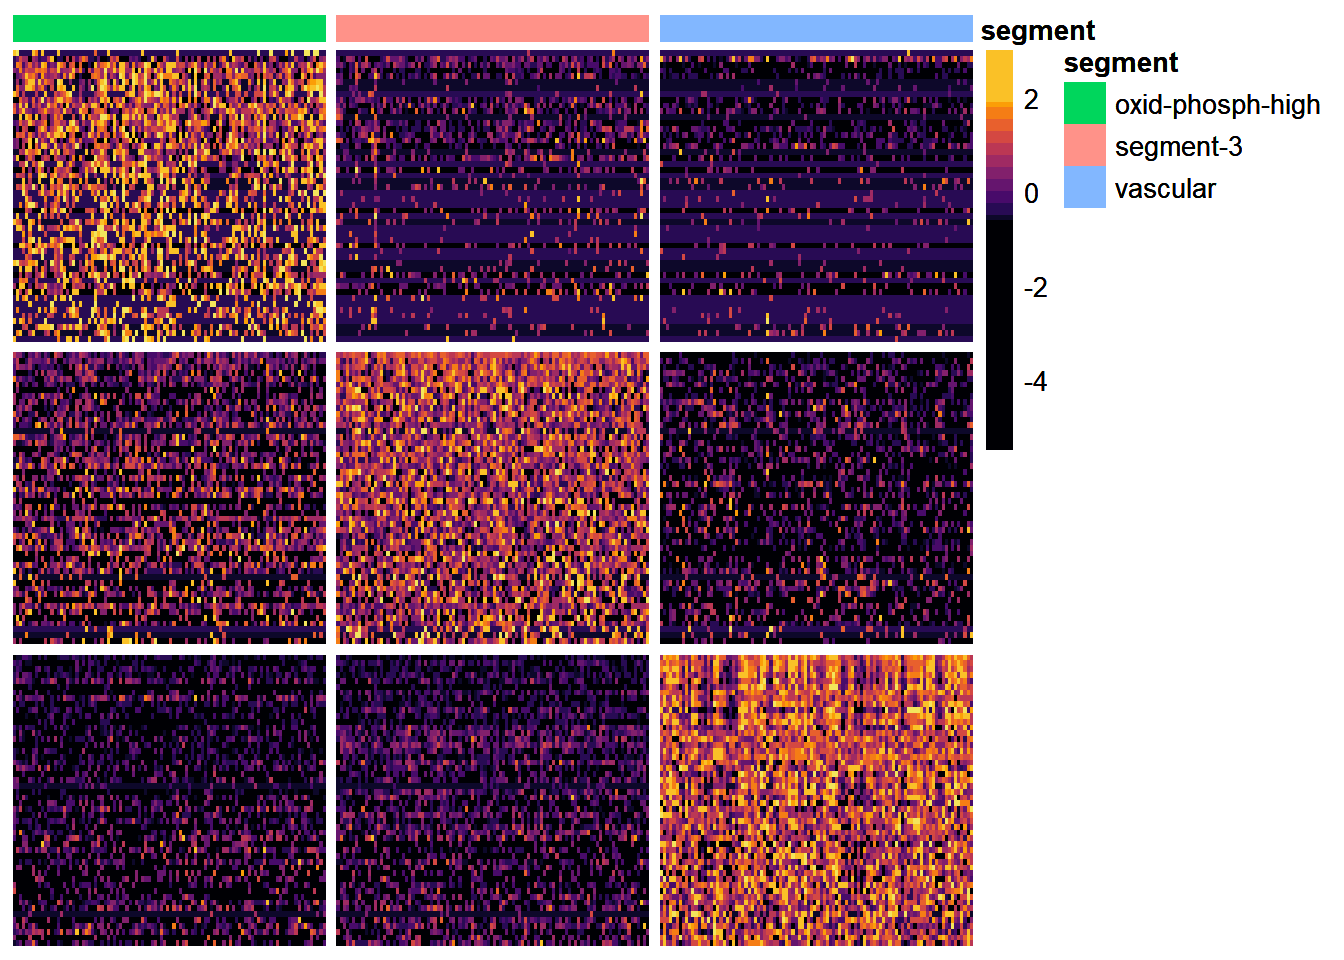 segment
2
0
-2
-4
segment
oxid-phosph-high
segment-3
vascular